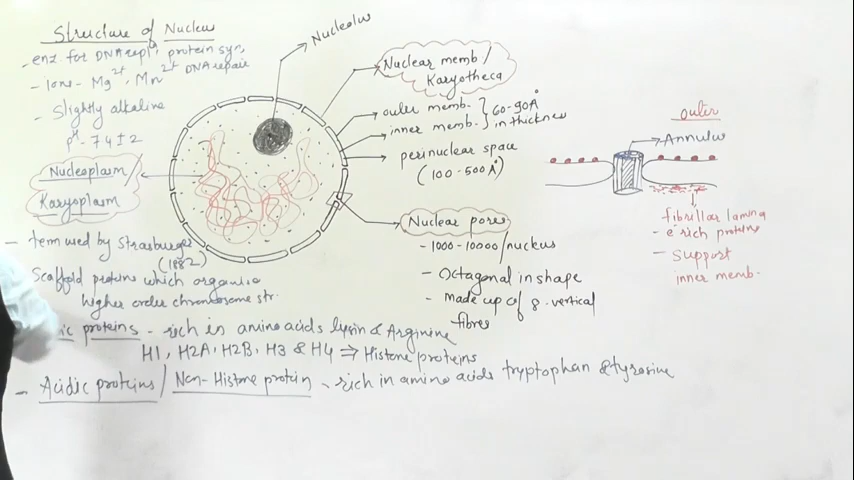 Structure of Nucleus
- enz. for DNA repln, protein syn, DNA repair
- ions - Mg2+, Mn2+
- Slightly alkaline
pH - 7.4 ± 2
Nucleoplasm/
Karyoplasm
- term used by Strasburger
(1882)
Scaffold proteins which organise
higher order chromosome str.
ic proteins - rich in amino acids lysin & Arginine
H1, H2A, H2B, H3 & H4 ⇒ Histone proteins
- Acidic proteins / Non-Histone protein - rich in amino acids tryptophan & tyrosine
Nucleolus
Nuclear memb/
Karyotheca
outer memb. } 60-90Å
inner memb. } in thickness
perinuclear space
(100-500Å)
Nuclear pores
- 1000-10000/nucleus
- Octagonal in shape
- Made up of 8-vertical
fibres
outer
Annulus
fibrillar lamina
- e rich proteins
- support
inner memb.